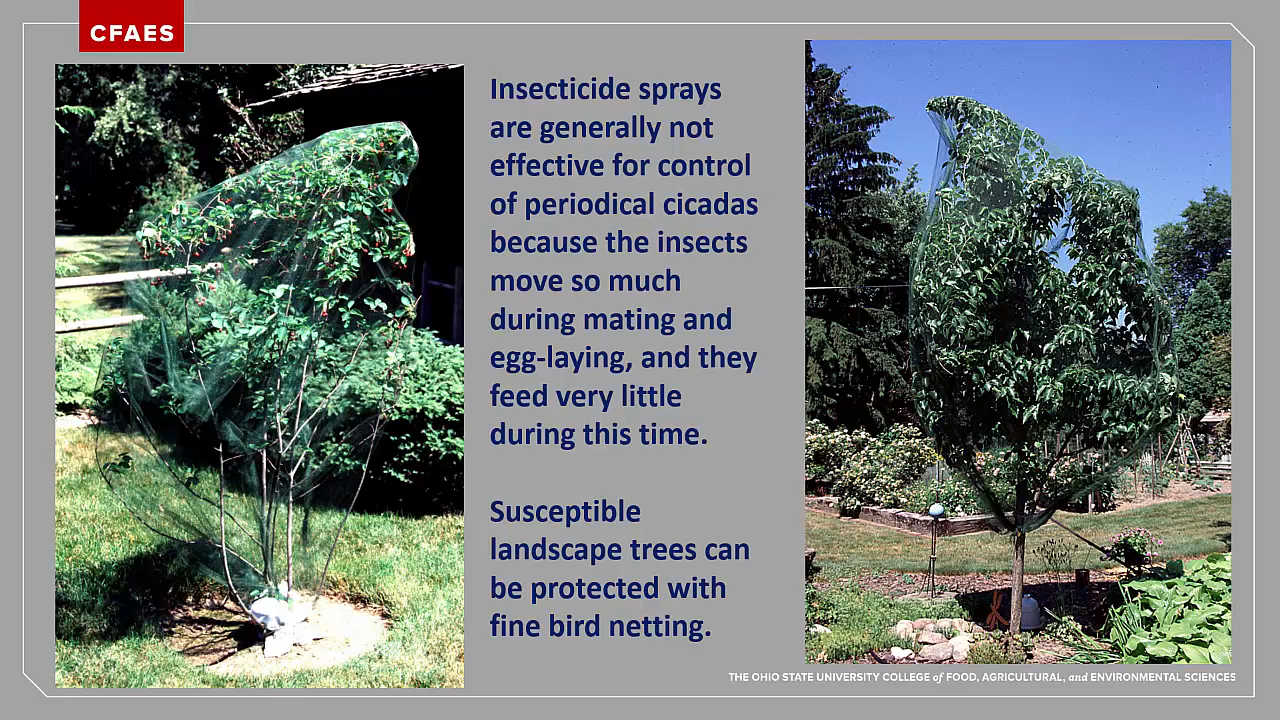 CFAES
Insecticide sprays
are generally not
effective for control
of periodical cicadas
because the insects
move so much
during mating and
egg-laying, and they
feed very little
during this time.
Susceptible
landscape trees can
be protected with
fine bird netting.
THE OHIO STATE UNIVERSITY COLLEGE of FOOD, AGRICULTURAL, and ENVIRONMENTAL SCIENCES